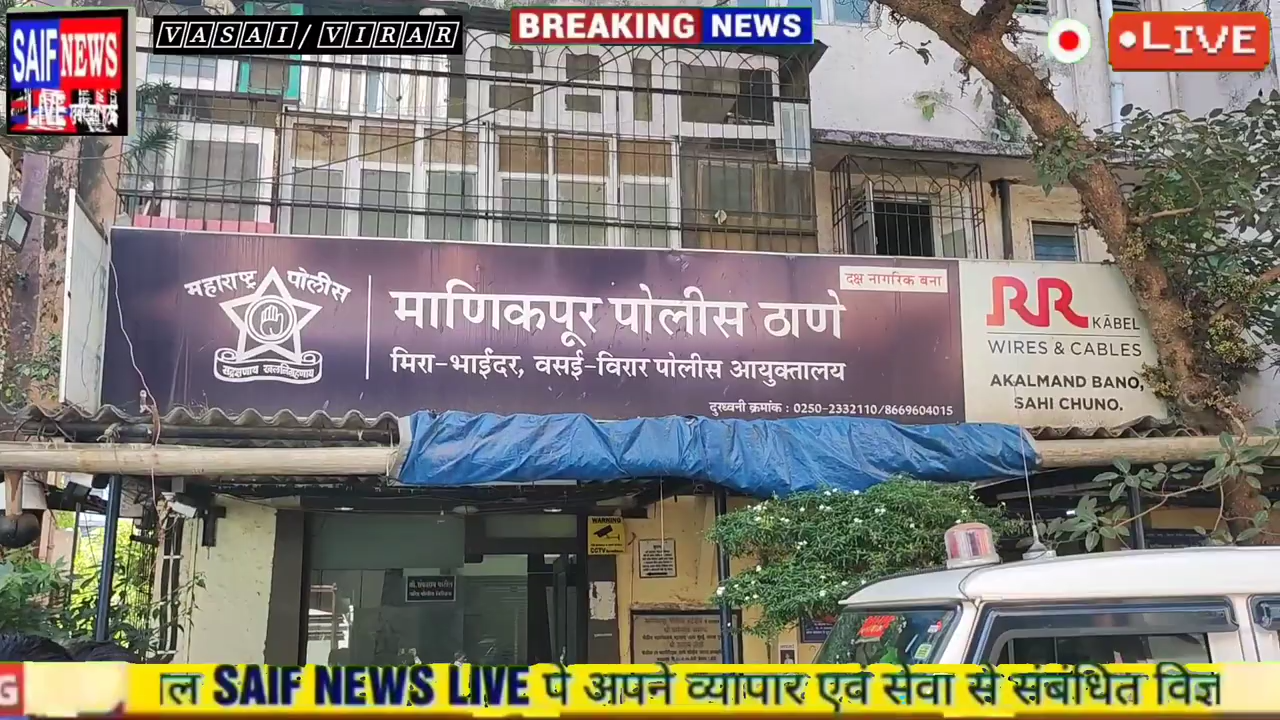 SAIF NEWS
LIVE
VASAI/VIRAR
BREAKING NEWS
LIVE
महाराष्ट्र पोलीस
सद्रक्षणाय खलनिग्रहणाय
माणिकपूर पोलीस ठाणे
मिरा-भाईंदर, वसई-विरार पोलीस आयुक्तालय
दुरध्वनी क्रमांक : 0250-2332110/8669604015
दक्ष नागरिक बना
RR KĀBEL
WIRES & CABLES
AKALMAND BANO,
SAHI CHUNO.
WARNING
CCTV
G ाल SAIF NEWS LIVE पे अपने व्यापार एवं सेवा से संबंधित विज्ञ